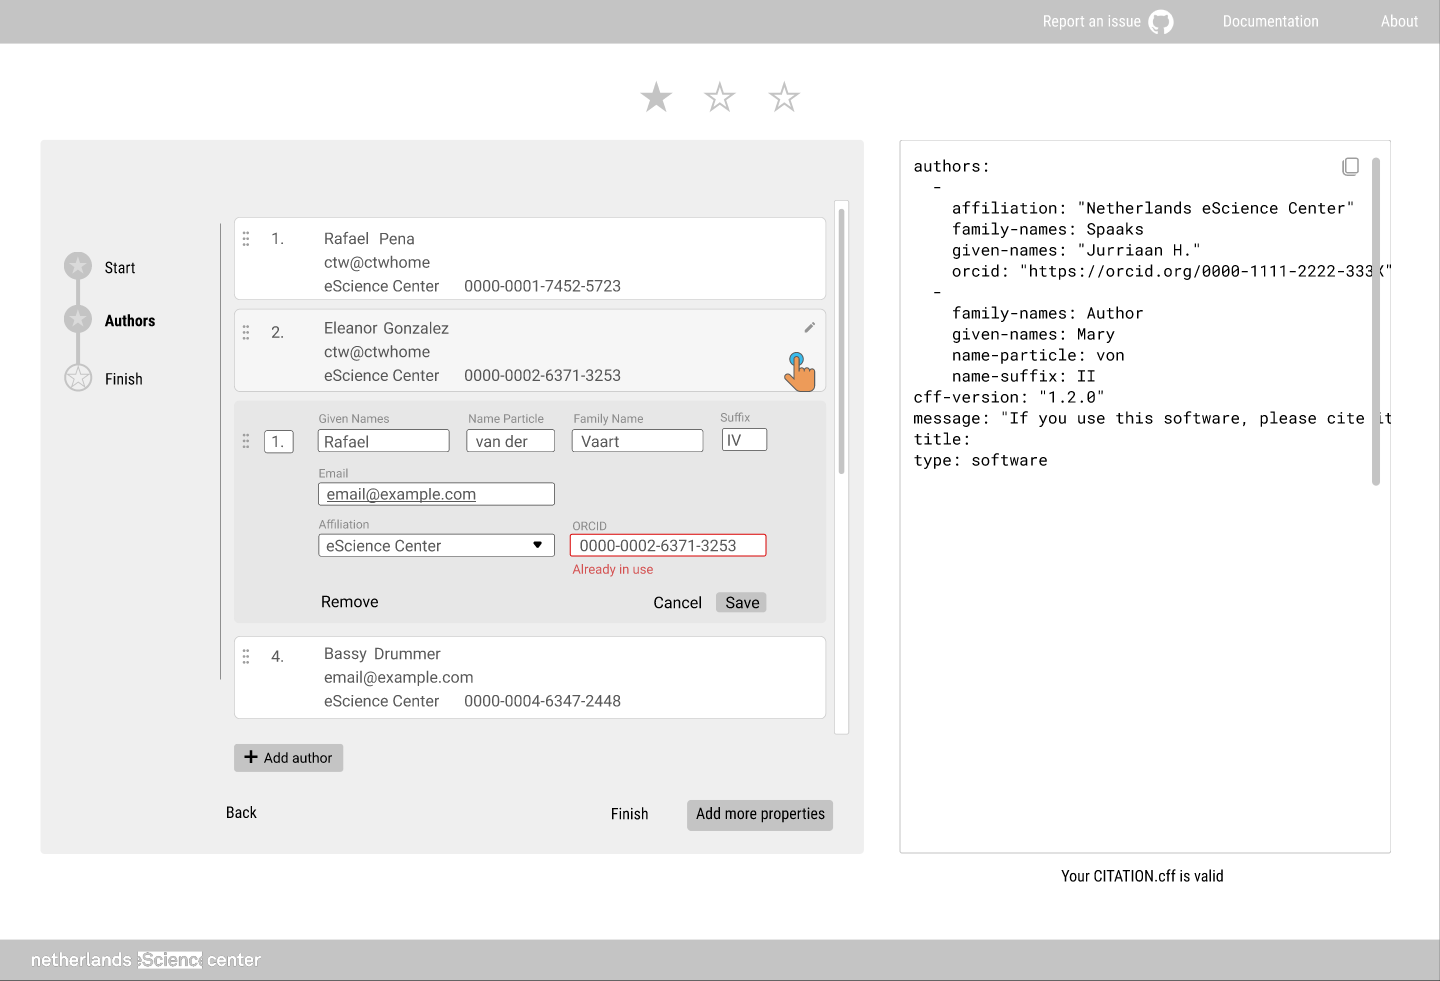 Report an issue
Documentation
About
Start
Authors
Finish
1.
Rafael Pena
ctw@ctwhome
eScience Center 0000-0001-7452-5723
2.
Eleanor Gonzalez
ctw@ctwhome
eScience Center 0000-0002-6371-3253
Given Names Name Particle Family Name Suffix
1. Rafael van der Vaart IV
Email
email@example.com
Affiliation ORCID
eScience Center 0000-0002-6371-3253
Already in use
Remove Cancel Save
4.
Bassy Drummer
email@example.com
eScience Center 0000-0004-6347-2448
+ Add author
Back Finish Add more properties
authors:
  -
    affiliation: "Netherlands eScience Center"
    family-names: Spaaks
    given-names: "Jurriaan H."
    orcid: "https://orcid.org/0000-1111-2222-333X"
  -
    family-names: Author
    given-names: Mary
    name-particle: von
    name-suffix: II
cff-version: "1.2.0"
message: "If you use this software, please cite it
title:
type: software
Your CITATION.cff is valid
netherlands eScience center